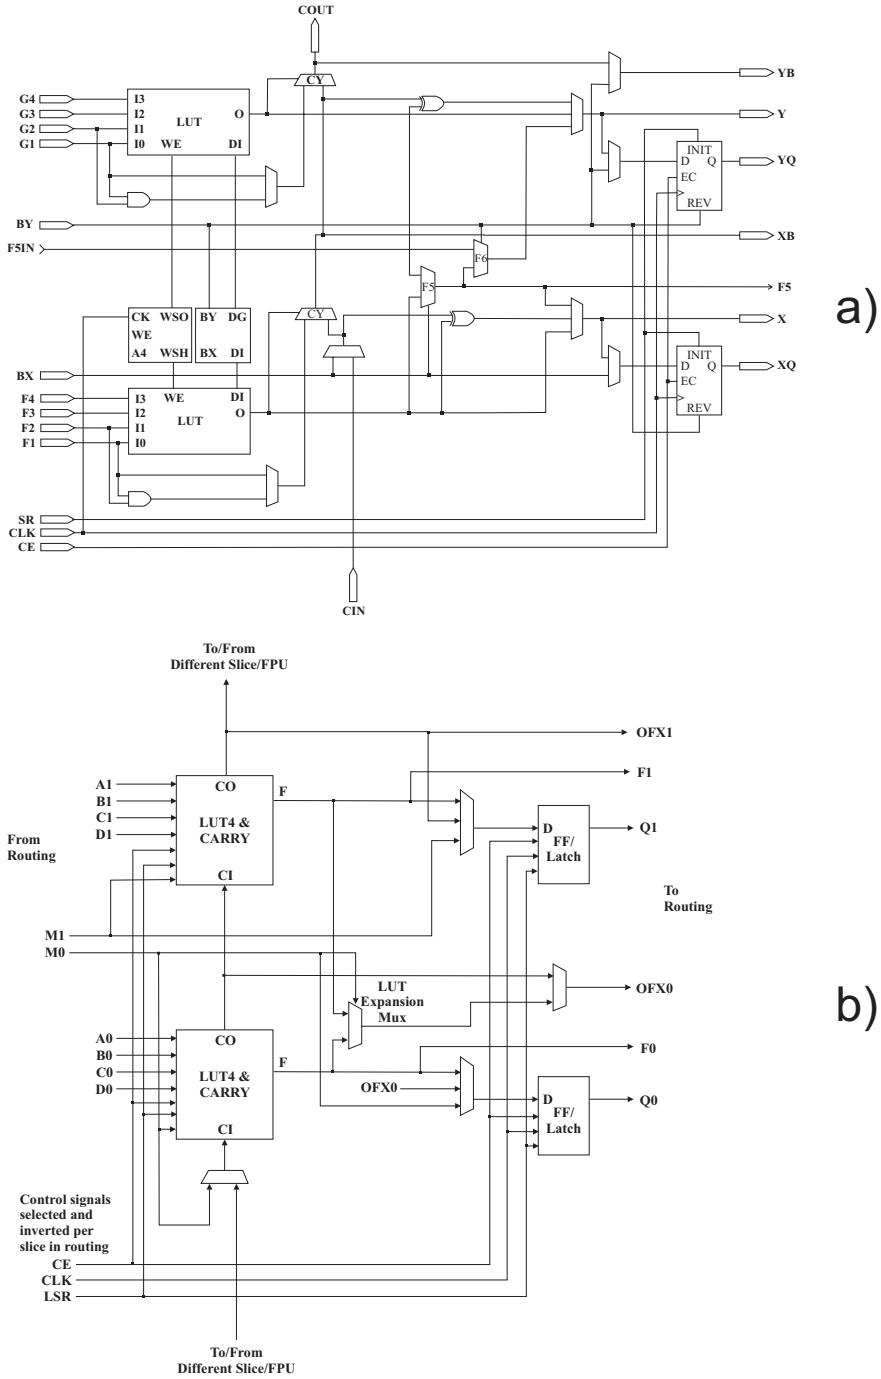 COUT
CY
YB
G4
G3
G2
G1
I3
I2
I1
I0
LUT
O
WE
DI
Y
INIT
D
Q
EC
REV
YQ
BY
XB
F5IN
F6
F5
F5
a)
CK
WSO
WE
A4
WSH
BY
DG
BX
DI
CY
X
INIT
D
Q
EC
REV
XQ
BX
F4
F3
F2
F1
I3
I2
I1
I0
WE
DI
LUT
O
SR
CLK
CE
CIN
To/From
Different Slice/FPU
OFX1
F1
A1
B1
C1
D1
CO
LUT4 &
CARRY
CI
F
D
FF/
Latch
Q1
From
Routing
To
Routing
M1
M0
LUT
Expansion
Mux
OFX0
b)
A0
B0
C0
D0
CO
LUT4 &
CARRY
CI
F
F0
OFX0
D
FF/
Latch
Q0
Control signals
selected and
inverted per
slice in routing
CE
CLK
LSR
To/From
Different Slice/FPU